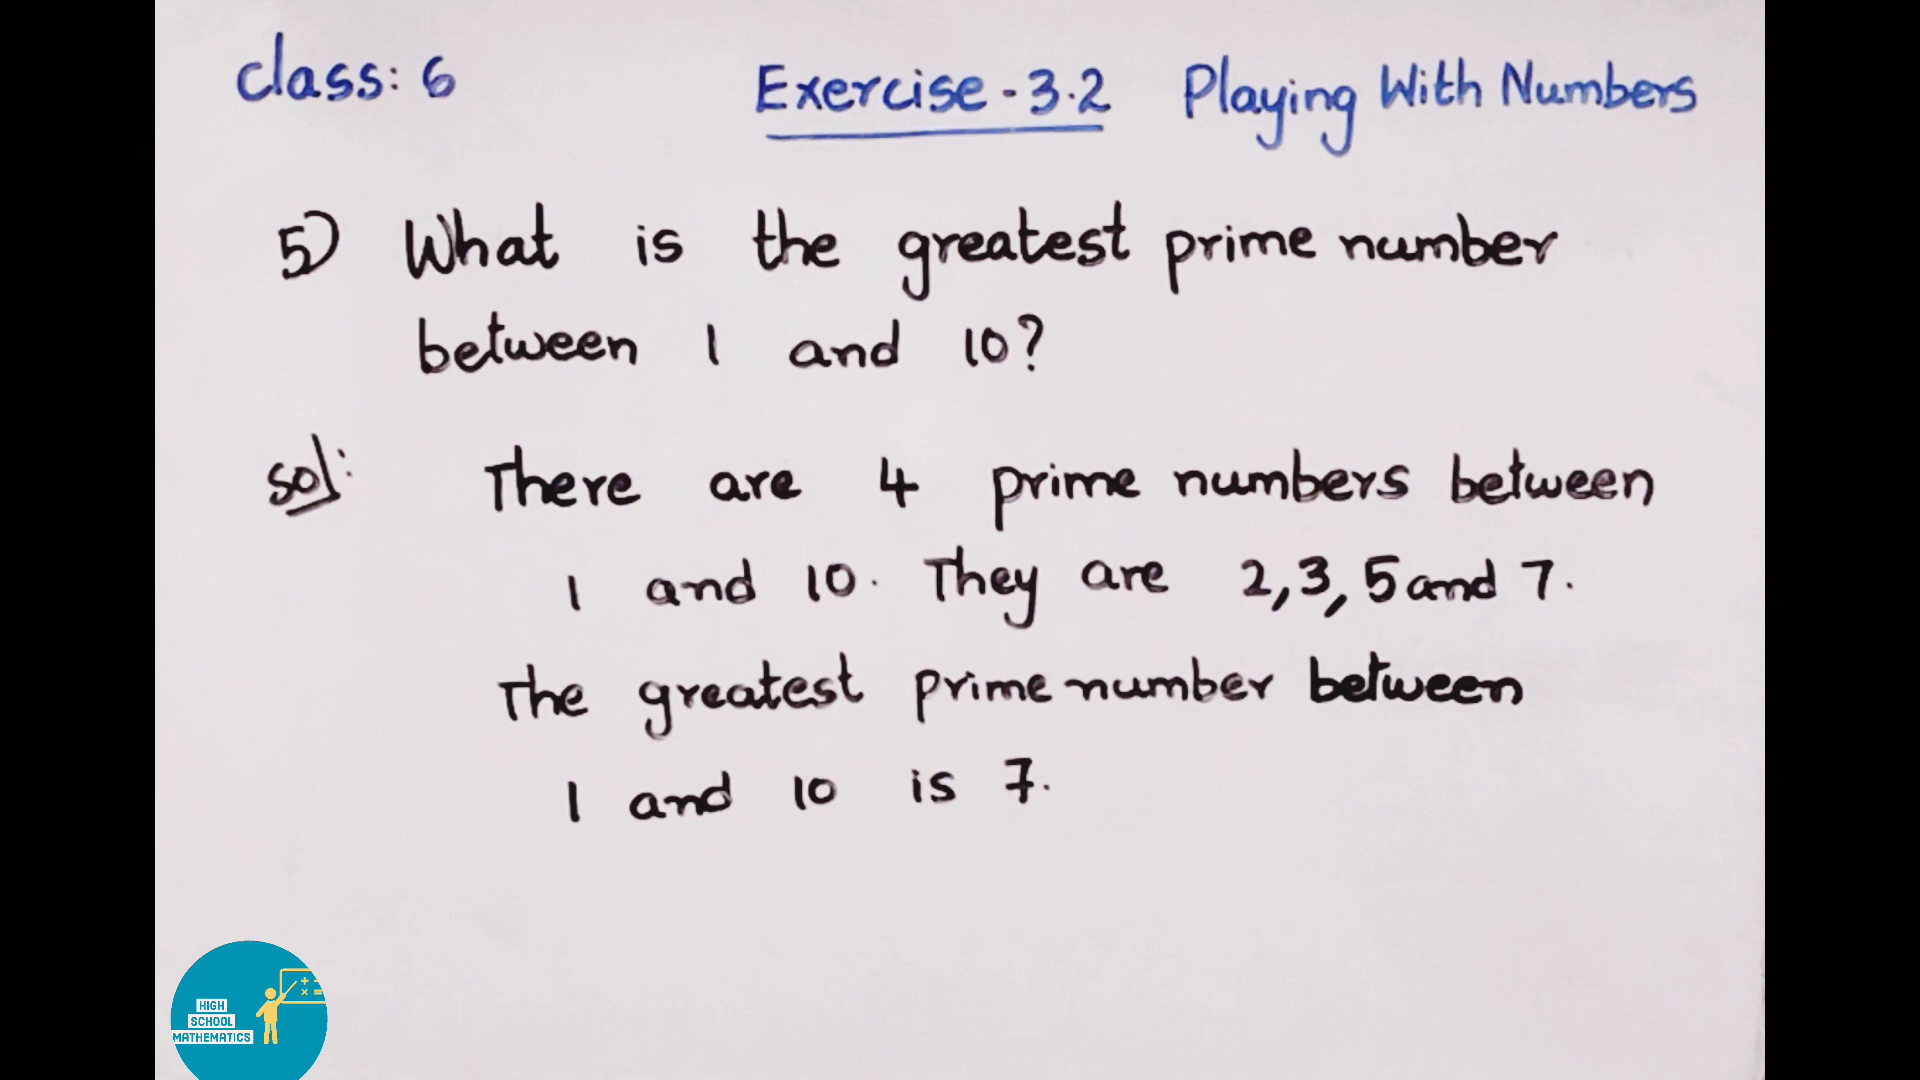 class: 6
Exercise - 3.2 Playing With Numbers
5) What is the greatest prime number
between 1 and 10?
sol: There are 4 prime numbers between
1 and 10. They are 2, 3, 5 and 7.
The greatest prime number between
1 and 10 is 7.
HIGH
SCHOOL
MATHEMATICS